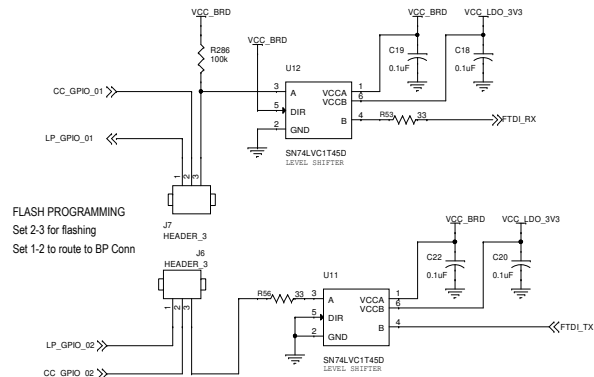 VCC_BRD
VCC_BRD
VCC_LDO_3V3
R286
100k
VCC_BRD
U12
C19
0.1uF
C18
0.1uF
CC_GPIO_01
3 A
VCCA 1
VCCB 6
5 DIR
B 4
R53 33
FTDI_RX
2 GND
LP_GPIO_01
SN74LVC1T45D
LEVEL SHIFTER
1 2 3
FLASH PROGRAMMING
Set 2-3 for flashing
Set 1-2 to route to BP Conn
J7
HEADER_3
VCC_BRD
VCC_LDO_3V3
J6
HEADER_3
U11
C22
0.1uF
C20
0.1uF
R56 33
3 A
VCCA 1
VCCB 6
5 DIR
1 2 3
2 GND
B 4
FTDI_TX
LP_GPIO_02
SN74LVC1T45D
LEVEL SHIFTER
CC_GPIO_02